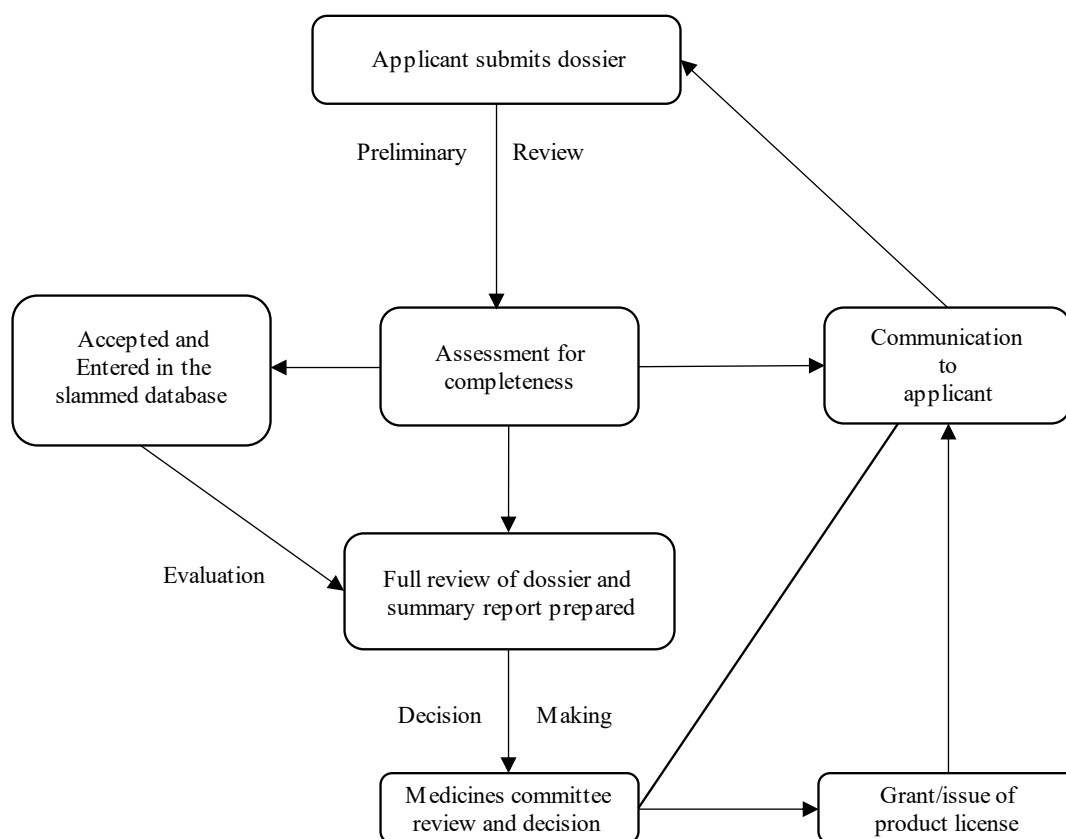 Applicant submits dossier
Preliminary Review
Accepted and
Entered in the
slammed database
Assessment for
completeness
Communication
to
applicant
Evaluation
Full review of dossier and
summary report prepared
Decision Making
Medicines committee
review and decision
Grant/issue of
product license